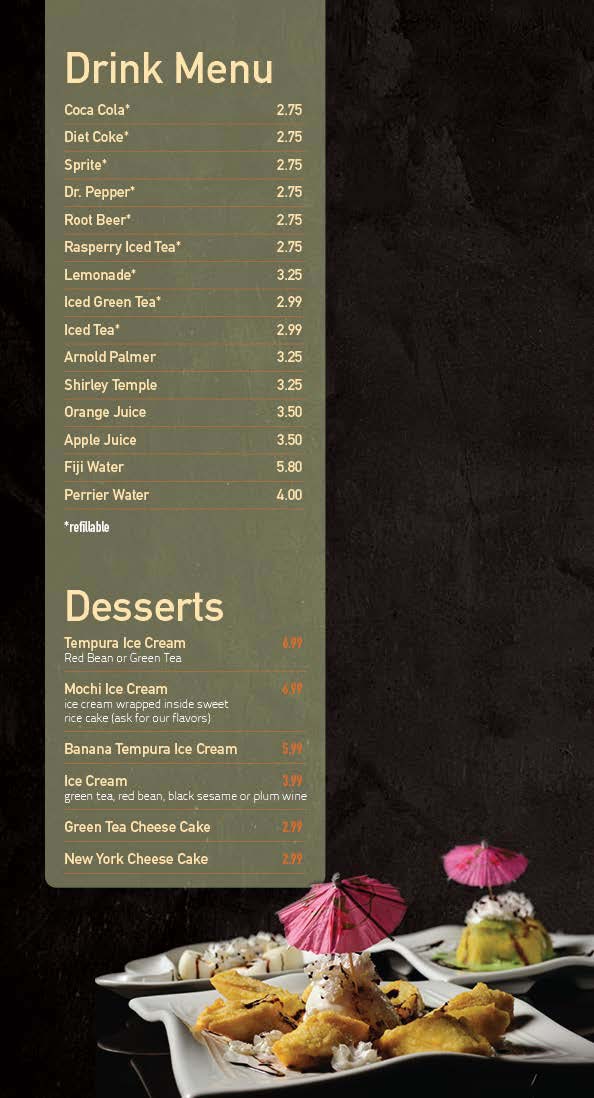 Drink Menu
Coca Cola* 2.75
Diet Coke* 2.75
Sprite* 2.75
Dr. Pepper* 2.75
Root Beer* 2.75
Rasperry Iced Tea* 2.75
Lemonade* 3.25
Iced Green Tea* 2.99
Iced Tea* 2.99
Arnold Palmer 3.25
Shirley Temple 3.25
Orange Juice 3.50
Apple Juice 3.50
Fiji Water 5.80
Perrier Water 4.00
*refillable
Desserts
Tempura Ice Cream 6.99
Red Bean or Green Tea
Mochi Ice Cream 6.99
ice cream wrapped inside sweet
rice cake (ask for our flavors)
Banana Tempura Ice Cream 5.99
Ice Cream 3.99
green tea, red bean, black sesame or plum wine
Green Tea Cheese Cake 2.99
New York Cheese Cake 2.99